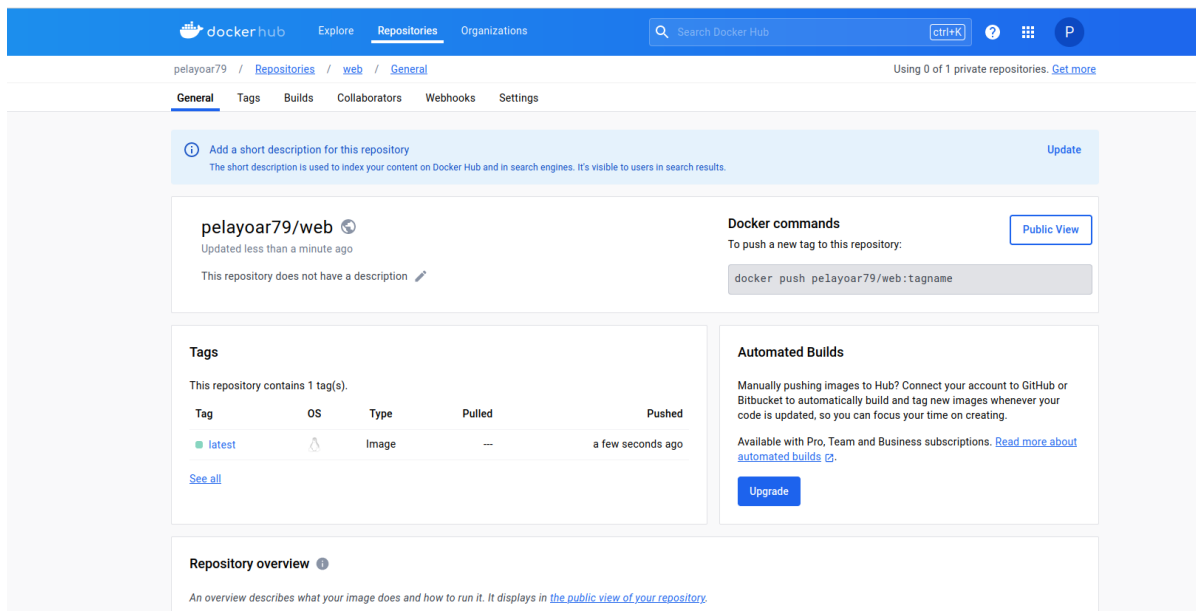 dockerhub Explore Repositories Organizations Search Docker Hub ctrl+K ? P
pelayoar79 / Repositories / web / General Using 0 of 1 private repositories. Get more
General Tags Builds Collaborators Webhooks Settings
Add a short description for this repository Update
The short description is used to index your content on Docker Hub and in search engines. It's visible to users in search results.
pelayoar79/web
Updated less than a minute ago
This repository does not have a description
Docker commands
To push a new tag to this repository:
Public View
docker push pelayoar79/web:tagname
Tags
This repository contains 1 tag(s).
Tag OS Type Pulled Pushed
latest Image --- a few seconds ago
See all
Automated Builds
Manually pushing images to Hub? Connect your account to GitHub or
Bitbucket to automatically build and tag new images whenever your
code is updated, so you can focus your time on creating.
Available with Pro, Team and Business subscriptions. Read more about
automated builds.
Upgrade
Repository overview
An overview describes what your image does and how to run it. It displays in the public view of your repository.